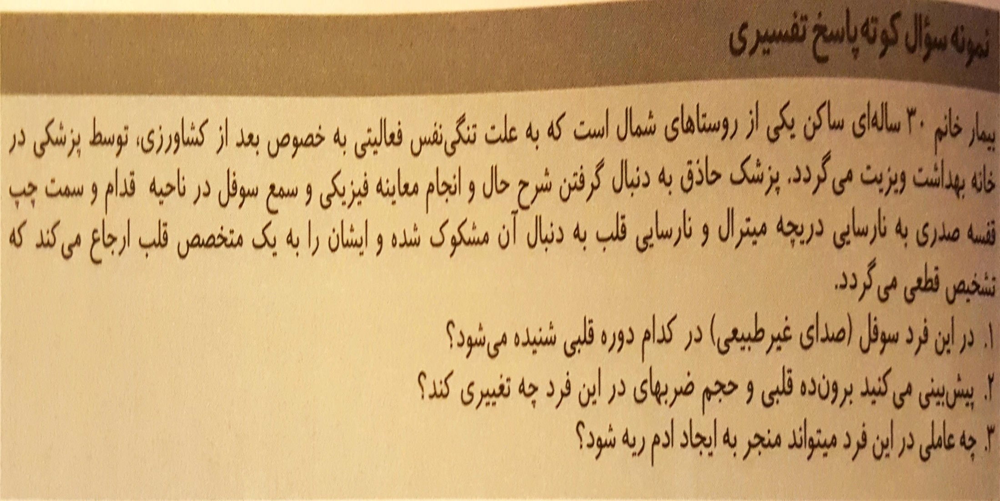 نمونه سؤال کوته پاسخ تفسیری
بیمار خانم ۳۰ ساله‌ای ساکن یکی از روستاهای شمال است که به علت تنگی‌نفس فعالیتی به خصوص بعد از کشاورزی، توسط پزشکی در
خانه بهداشت ویزیت می‌گردد. پزشک حاذق به دنبال گرفتن شرح حال و انجام معاینه فیزیکی و سمع سوفل در ناحیه قدام و سمت چپ
قفسه صدری به نارسایی دریچه میترال و نارسایی قلب به دنبال آن مشکوک شده و ایشان را به یک متخصص قلب ارجاع می‌کند که
تشخیص قطعی می‌گردد.
۱. در این فرد سوفل (صدای غیرطبیعی) در کدام دوره قلبی شنیده می‌شود؟
۲. پیش‌بینی می‌کنید برون‌ده قلبی و حجم ضربهای در این فرد چه تغییری کند؟
۳. چه عاملی در این فرد میتواند منجر به ایجاد ادم ریه شود؟